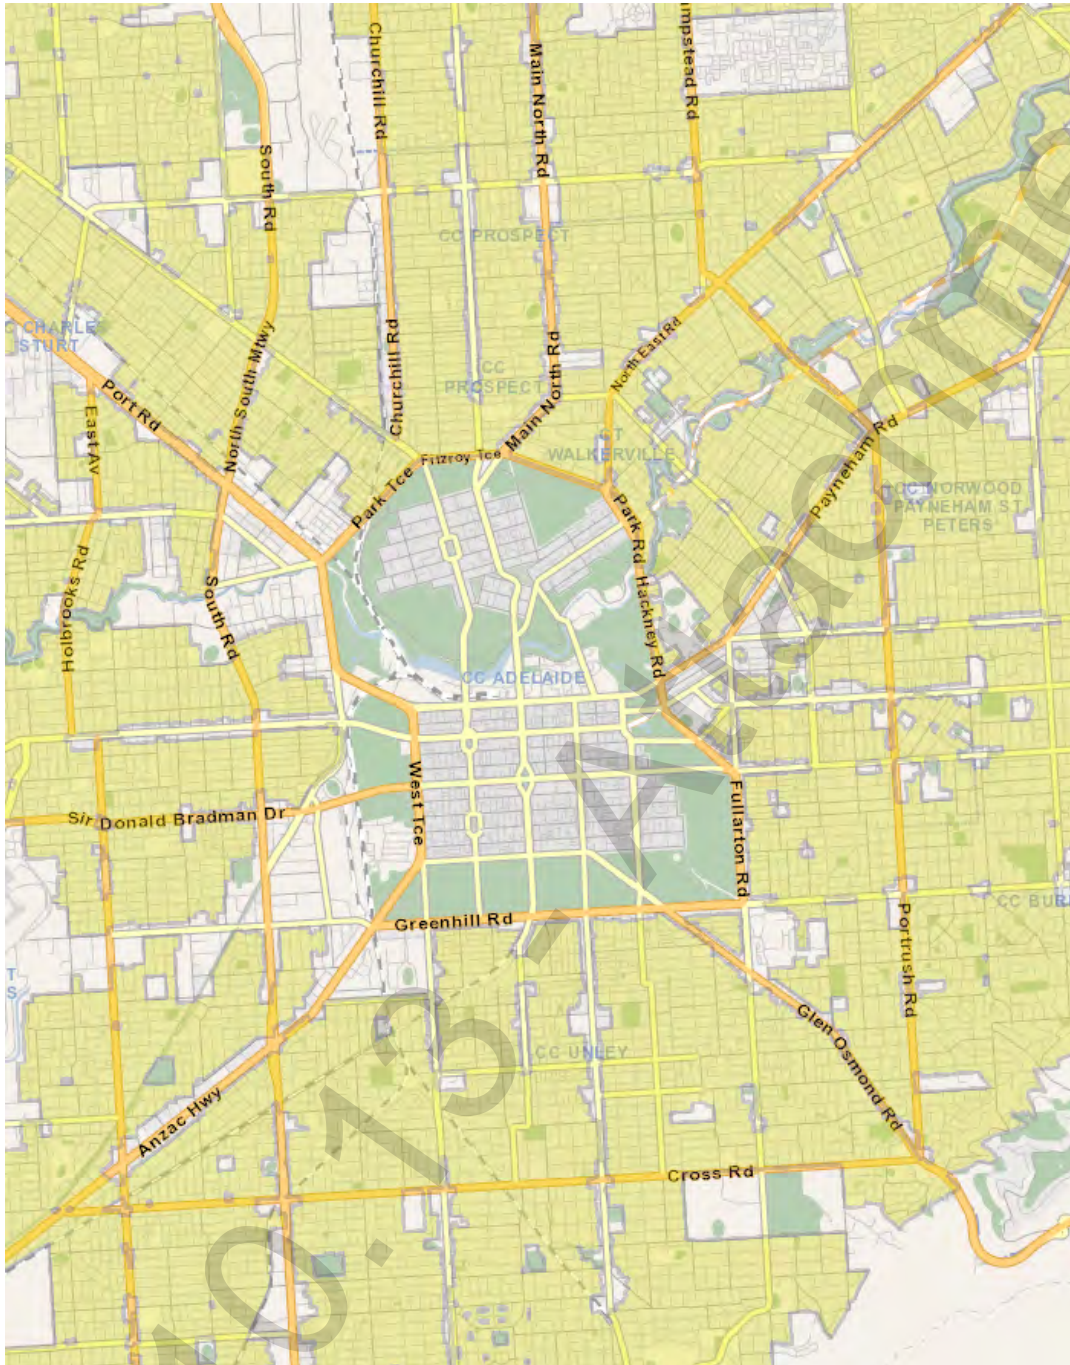 Churchill Rd
Main North Rd
mpstead Rd
South Rd
CC PROSPECT
C CHARLE
STURT
North South Mtwy
Churchill Rd
Main North Rd
North East Rd
CC
PROSPECT
Port Rd
East Av
Park Tce
Fitzroy Tce
WALKERVILLE
Payneham Rd
CC NORWOOD
PAYNEHAM ST
PETERS
Park Rd
Hackney Rd
Holbrooks Rd
South Rd
CC ADELAIDE
West Tce
Sir Donald Bradman Dr
Fullarton Rd
Greenhill Rd
CC BUR
Portrush Rd
T
S
Glen Osmond Rd
CC UNLEY
Anzac Hwy
Cross Rd